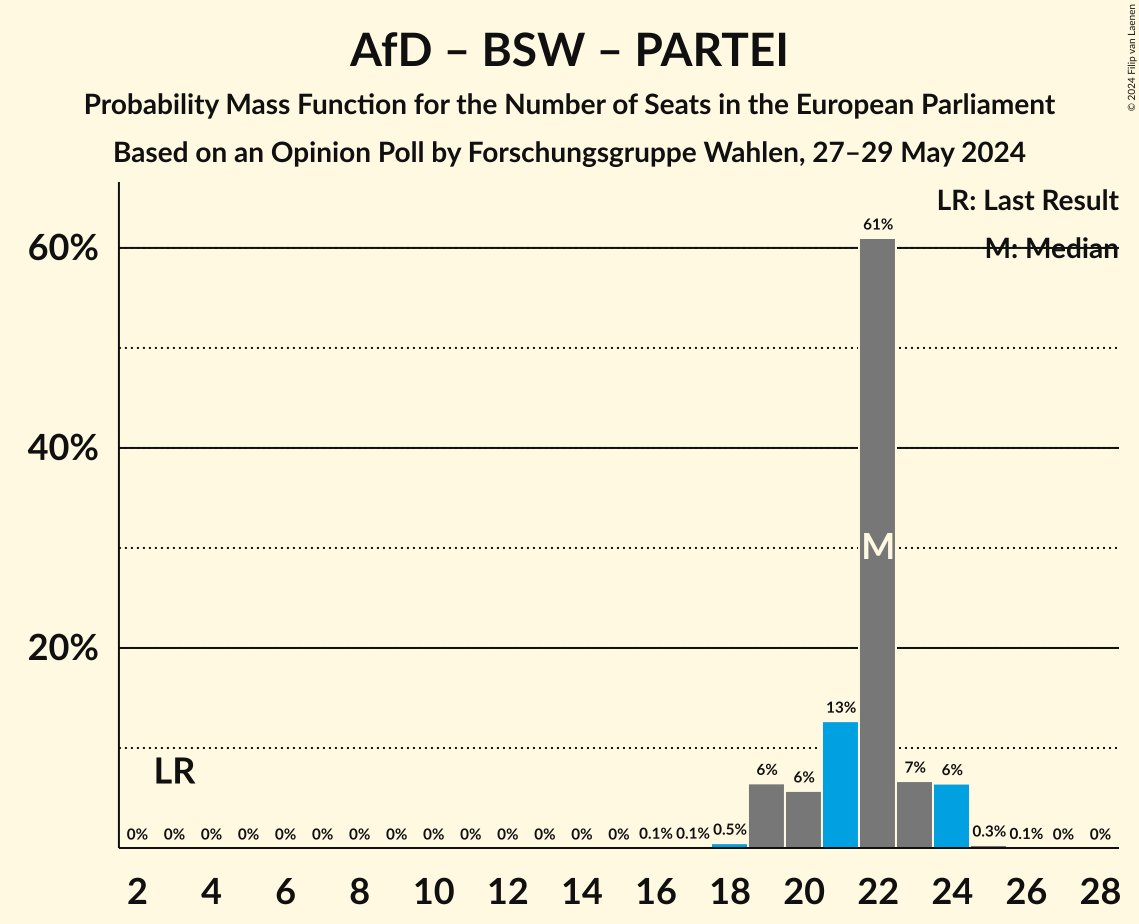 AfD – BSW – PARTEI
Probability Mass Function for the Number of Seats in the European Parliament
Based on an Opinion Poll by Forschungsgruppe Wahlen, 27–29 May 2024
© 2024 Filip van Laenen
LR: Last Result
M: Median
60%
40%
20%
61%
M
13%
LR
6%
6%
7%
6%
0% 0% 0% 0% 0% 0% 0% 0% 0% 0% 0% 0% 0% 0% 0.1% 0.1% 0.5% 0.3% 0.1% 0% 0%
2 4 6 8 10 12 14 16 18 20 22 24 26 28